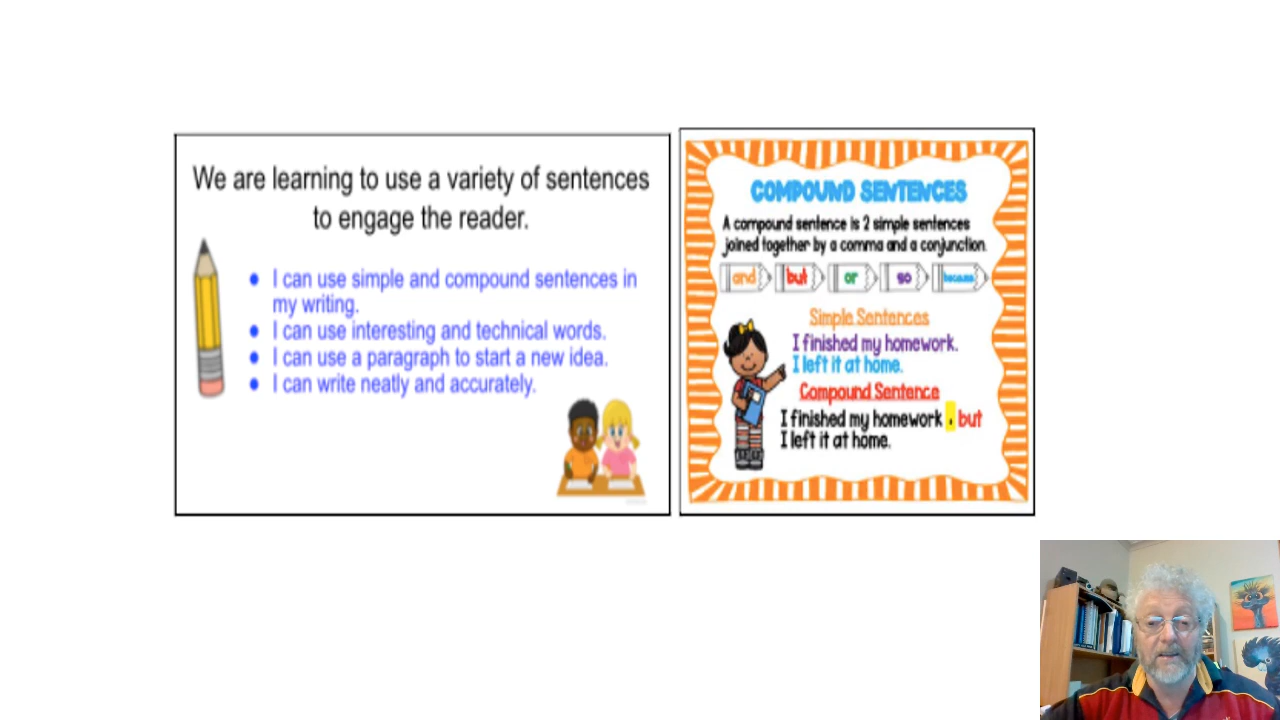 We are learning to use a variety of sentences
to engage the reader.
● I can use simple and compound sentences in
my writing.
● I can use interesting and technical words.
● I can use a paragraph to start a new idea.
● I can write neatly and accurately.
COMPOUND SENTENCES
A compound sentence is 2 simple sentences
joined together by a comma and a conjunction.
and but or so because
Simple Sentences
I finished my homework.
I left it at home.
Compound Sentence
I finished my homework , but
I left it at home.